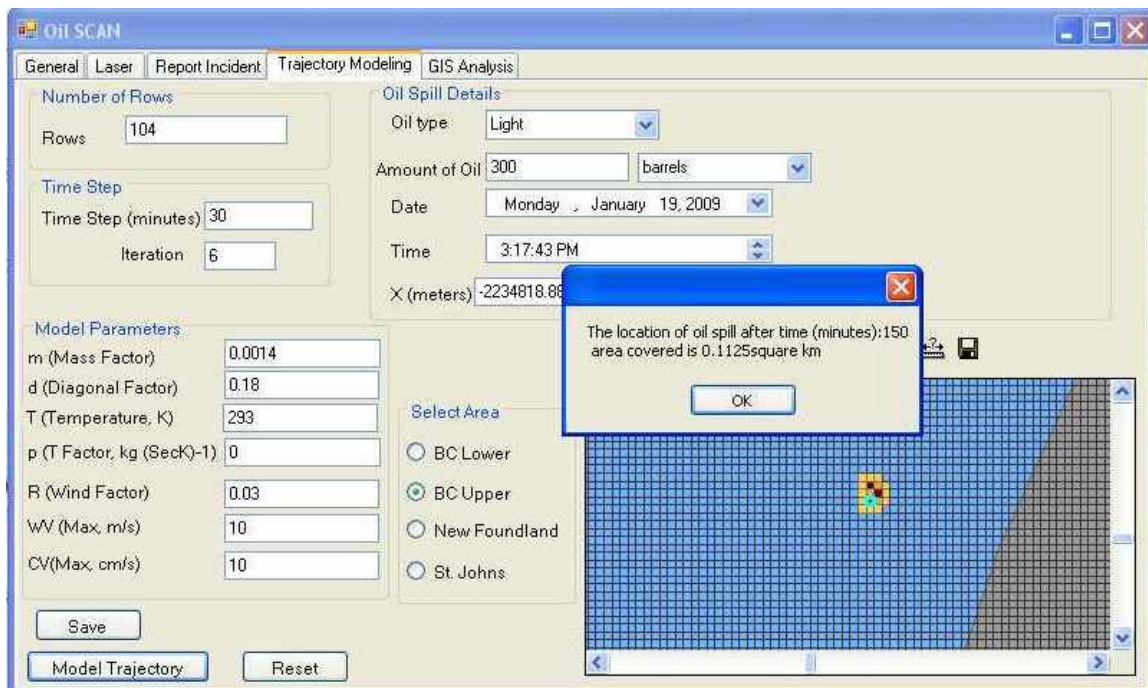 Oil SCAN
General Laser Report Incident Trajectory Modeling GIS Analysis
Number of Rows
Rows 104
Time Step
Time Step (minutes) 30
Iteration 6
Oil Spill Details
Oil type Light
Amount of Oil 300 barrels
Date Monday , January 19, 2009
Time 3:17:43 PM
X (meters) -2234818.88
The location of oil spill after time (minutes):150
area covered is 0.1125square km
OK
Model Parameters
m (Mass Factor) 0.0014
d (Diagonal Factor) 0.18
T (Temperature, K) 293
p (T Factor, kg (SecK)-1) 0
R (Wind Factor) 0.03
WV (Max, m/s) 10
CV(Max, cm/s) 10
Select Area
BC Lower
BC Upper
New Foundland
St. Johns
Save
Model Trajectory Reset